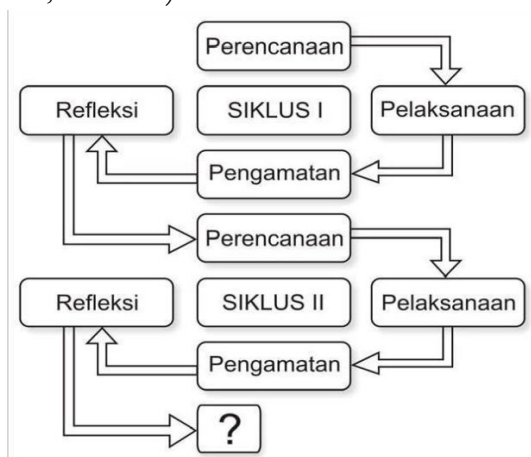 Perencanaan
Refleksi
SIKLUS I
Pelaksanaan
Pengamatan
Perencanaan
Refleksi
SIKLUS II
Pelaksanaan
Pengamatan
?